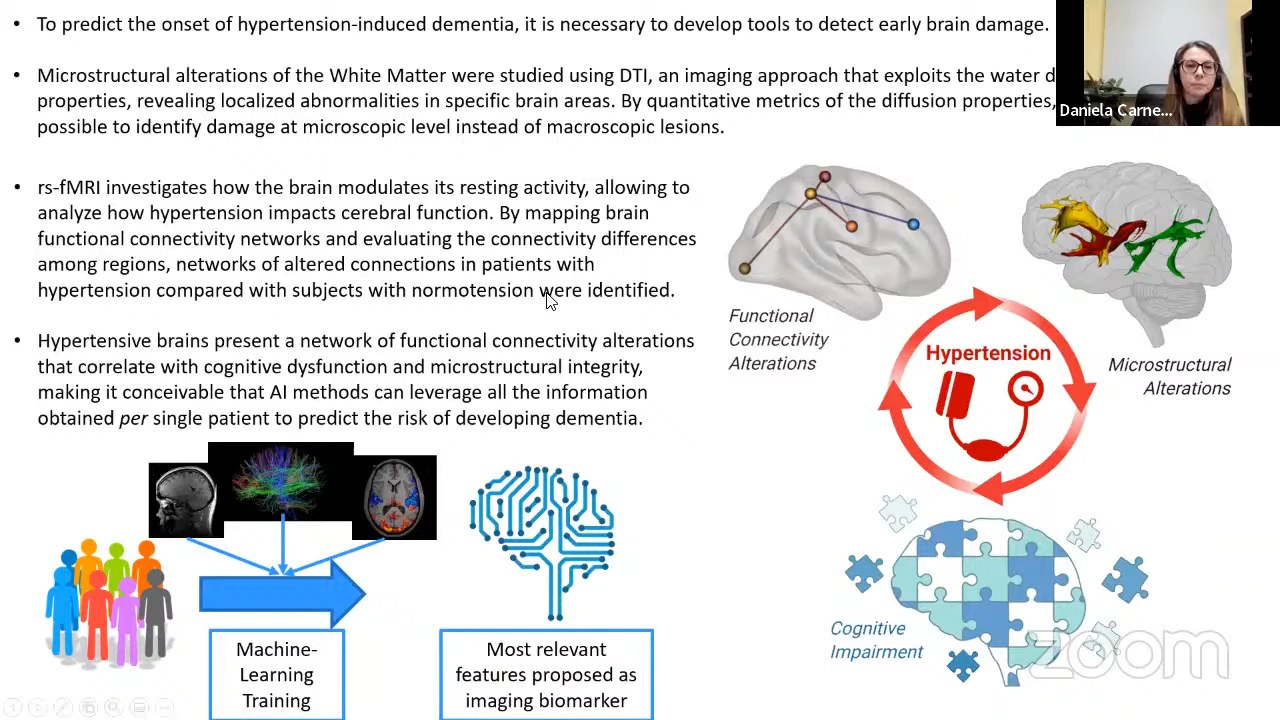 • To predict the onset of hypertension-induced dementia, it is necessary to develop tools to detect early brain damage.
• Microstructural alterations of the White Matter were studied using DTI, an imaging approach that exploits the water d
properties, revealing localized abnormalities in specific brain areas. By quantitative metrics of the diffusion properties,
possible to identify damage at microscopic level instead of macroscopic lesions.
Daniela Carne...
• rs-fMRI investigates how the brain modulates its resting activity, allowing to
analyze how hypertension impacts cerebral function. By mapping brain
functional connectivity networks and evaluating the connectivity differences
among regions, networks of altered connections in patients with
hypertension compared with subjects with normotension were identified.
• Hypertensive brains present a network of functional connectivity alterations
that correlate with cognitive dysfunction and microstructural integrity,
making it conceivable that AI methods can leverage all the information
obtained per single patient to predict the risk of developing dementia.
Functional
Connectivity
Alterations
Hypertension
Microstructural
Alterations
Cognitive
Impairment
Machine-
Learning
Training
Most relevant
features proposed as
imaging biomarker
zoom